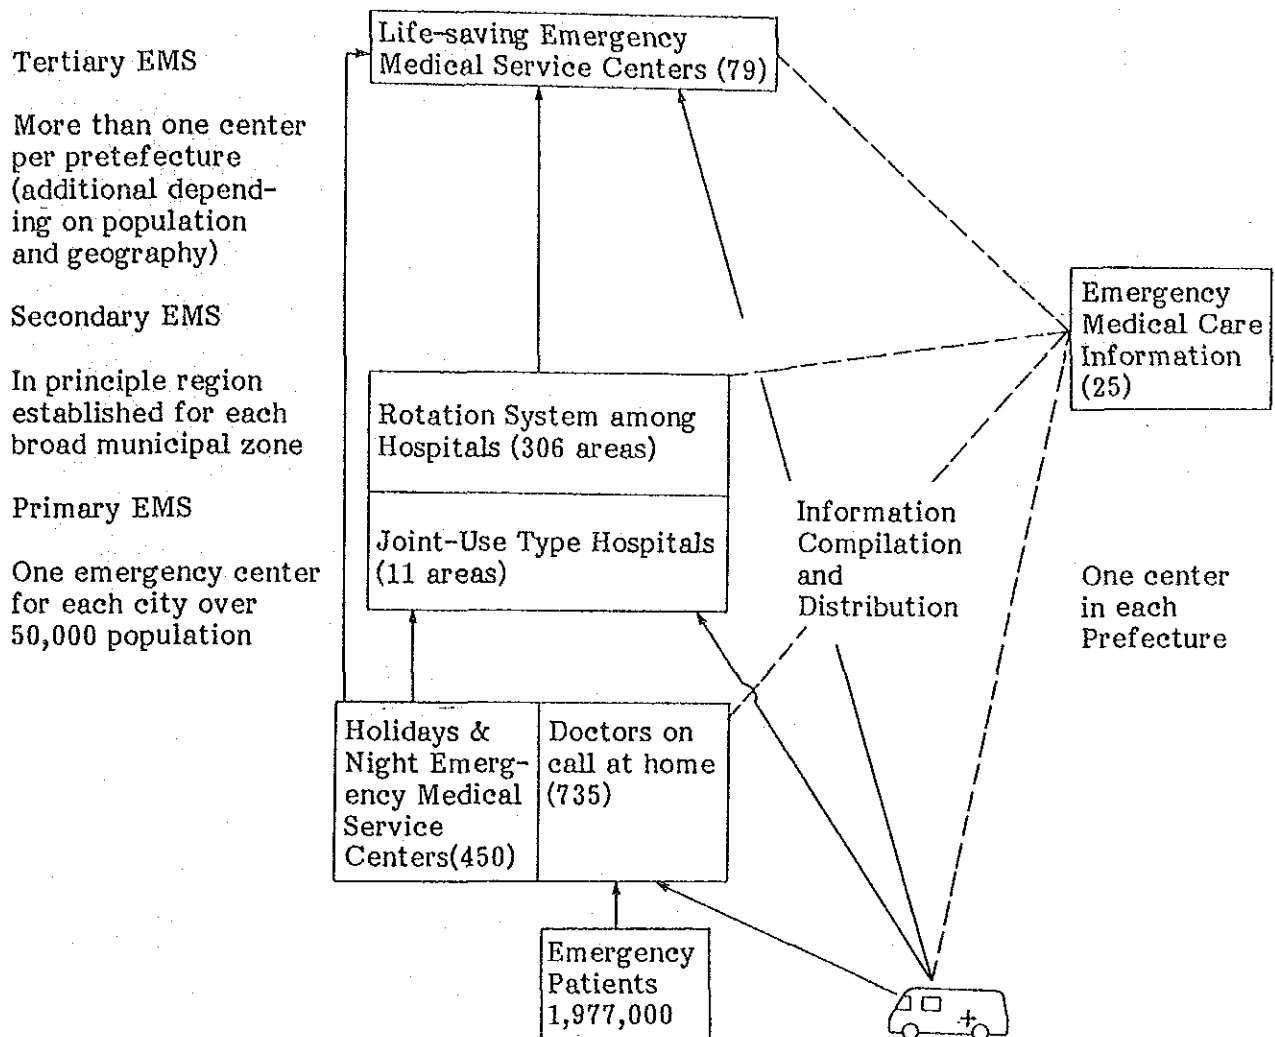 Life-saving Emergency
Medical Service Centers (79)
Tertiary EMS
More than one center
per pretefecture
(additional depend-
ing on population
and geography)
Secondary EMS
In principle region
established for each
broad municipal zone
Primary EMS
One emergency center
for each city over
50,000 population
Rotation System among
Hospitals (306 areas)
Joint-Use Type Hospitals
(11 areas)
Holidays &
Night Emerg-
ency Medical
Service
Centers(450)
Doctors on
call at home
(735)
Emergency
Patients
1,977,000
Information
Compilation
and
Distribution
Emergency
Medical Care
Information
(25)
One center
in each
Prefecture